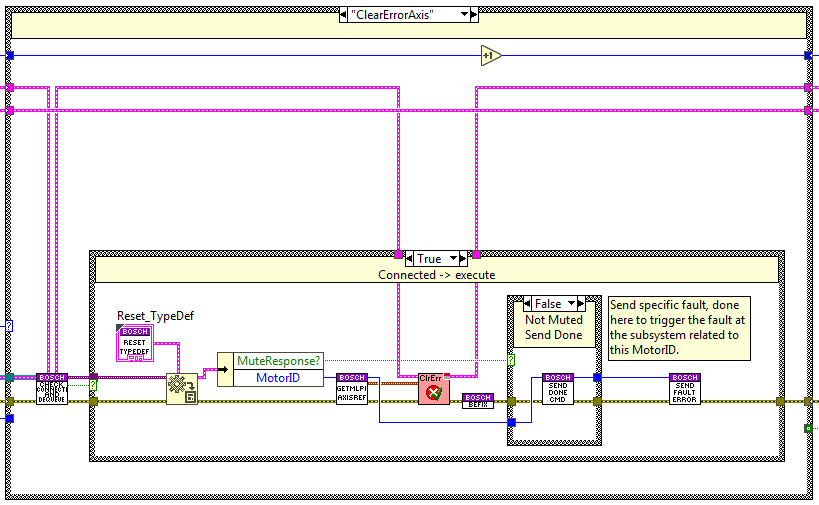 "ClearErrorAxis"
+1
True
Connected -> execute
False
Not Muted
Send Done
Send specific fault, done
here to trigger the fault at
the subsystem related to
this MotorID.
Reset_TypeDef
BOSCH
RESET
TYPEDEF
MuteResponse?
MotorID
BOSCH
CHECK
CONNECTI
AND
DEQUEUE
BOSCH
GETMLPI
AXISREF
ClrErr
BOSCH
BEFIX
BOSCH
SEND
DONE
CMD
BOSCH
SEND
FAULT
ERROR